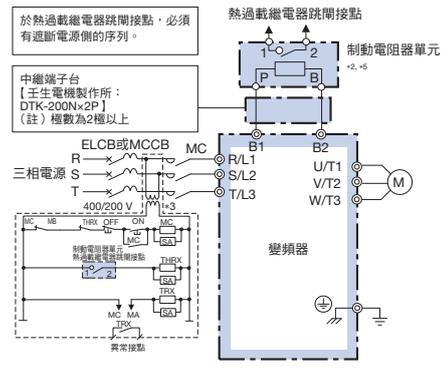 於熱過載繼電器跳閘接點，必須
有遮斷電源側的序列。
熱過載繼電器跳閘接點
1 2
制動電阻器單元
*2, *5
P B
中繼端子台
【壬生電機製作所：
DTK-200N×2P】
（註）極數為2極以上
B1 B2
ELCB或MCCB MC
三相電源
R R/L1
S S/L2
T T/L3
400/200 V *3
U/T1
V/T2
W/T3
M
變頻器
MC MB THRX OFF ON MC
MC SA
制動電阻器單元
熱過載繼電器跳閘接點
1 2
THRX
SA
TRX
SA
MC MA
TRX
異常接點